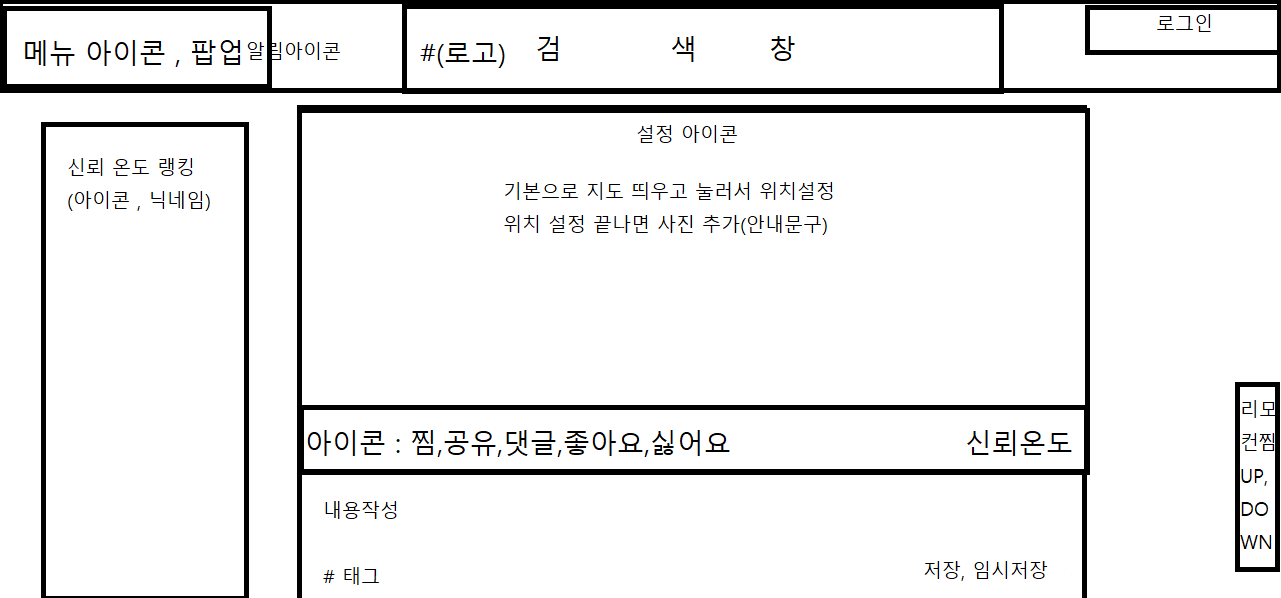 메뉴 아이콘 , 팝업
알림아이콘
#(로고) 검 색 창
로그인
신뢰 온도 랭킹
(아이콘 , 닉네임)
설정 아이콘
기본으로 지도 띄우고 눌러서 위치설정
위치 설정 끝나면 사진 추가(안내문구)
아이콘 : 찜,공유,댓글,좋아요,싫어요
신뢰온도
내용작성
# 태그
저장, 임시저장
리모
컨찜
UP,
DO
WN